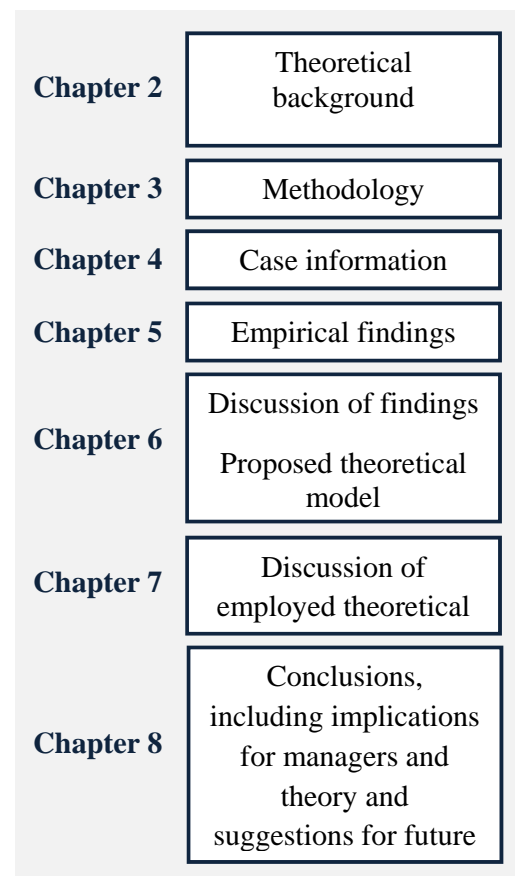 Chapter 2
Theoretical
background
Chapter 3
Methodology
Chapter 4
Case information
Chapter 5
Empirical findings
Chapter 6
Discussion of findings
Proposed theoretical
model
Chapter 7
Discussion of
employed theoretical
Chapter 8
Conclusions,
including implications
for managers and
theory and
suggestions for future